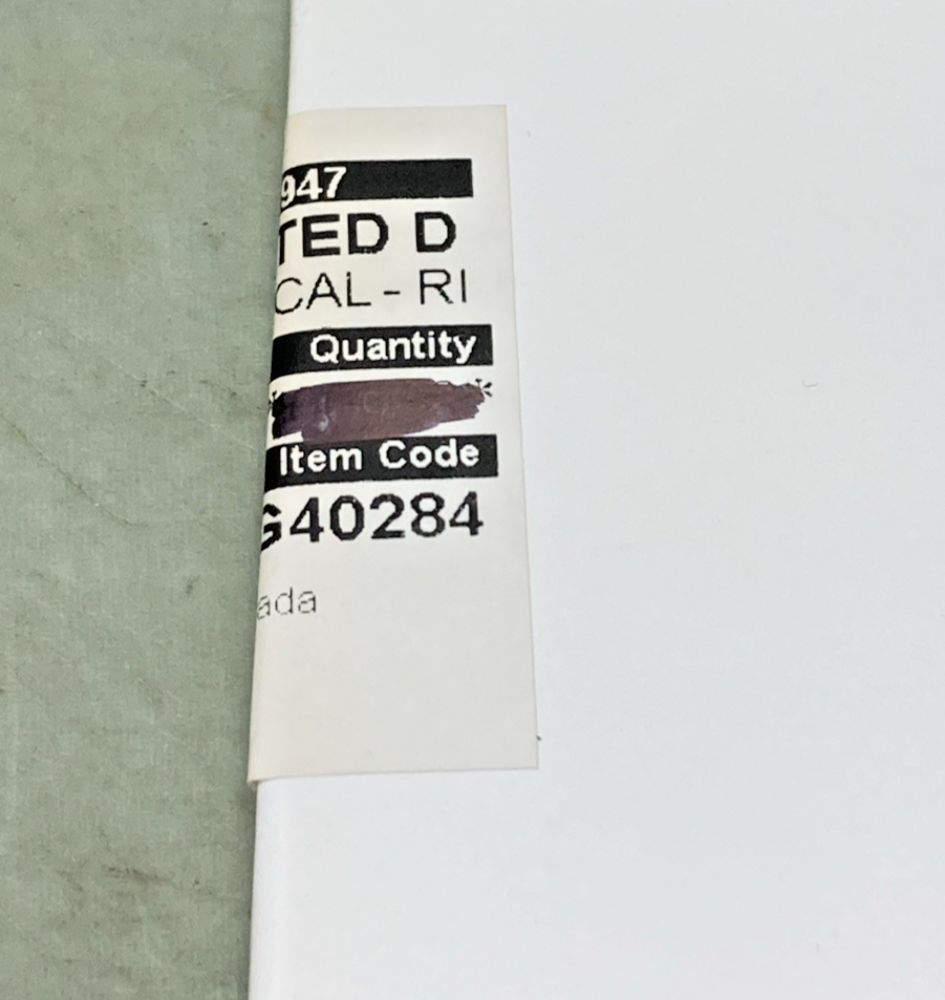 947
TED D
CAL - RI
Quantity
Item Code
G40284
ada